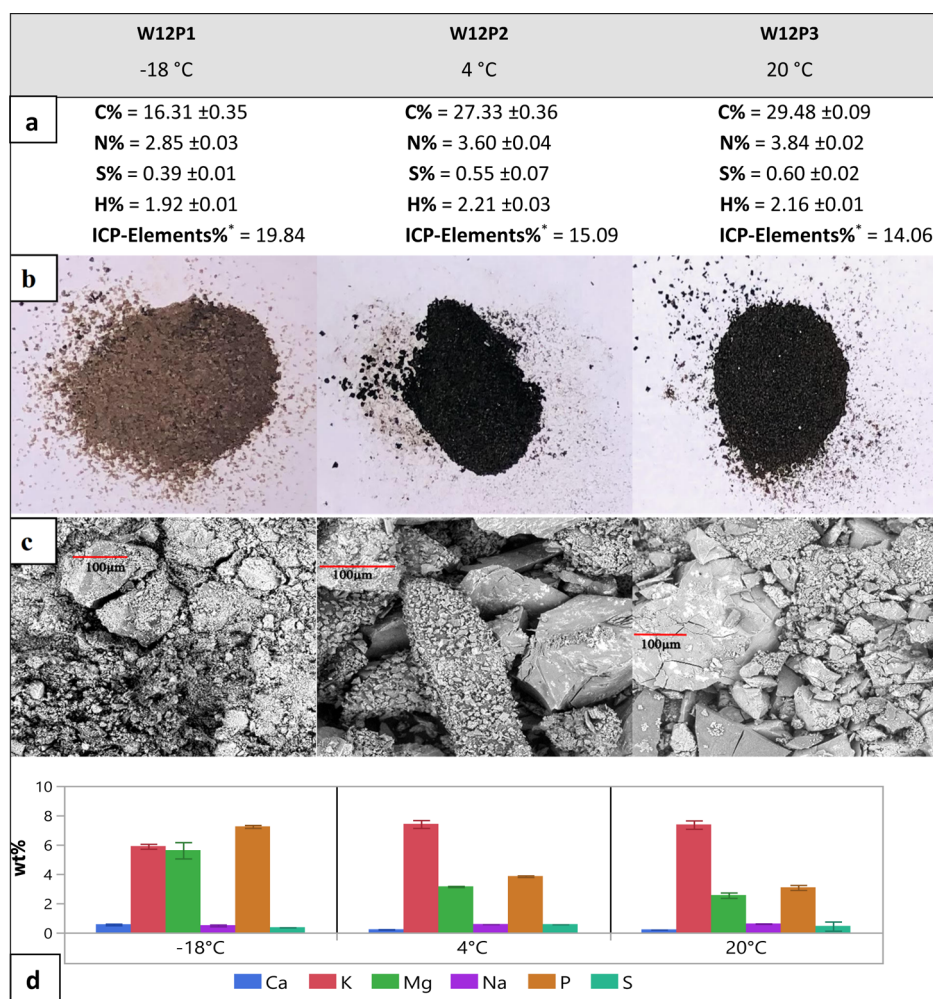 W12P1 W12P2 W12P3
-18 °C 4 °C 20 °C
a
C% = 16.31 ±0.35 C% = 27.33 ±0.36 C% = 29.48 ±0.09
N% = 2.85 ±0.03 N% = 3.60 ±0.04 N% = 3.84 ±0.02
S% = 0.39 ±0.01 S% = 0.55 ±0.07 S% = 0.60 ±0.02
H% = 1.92 ±0.01 H% = 2.21 ±0.03 H% = 2.16 ±0.01
ICP-Elements%* = 19.84 ICP-Elements%* = 15.09 ICP-Elements%* = 14.06
b
c
100µm 100µm 100µm
10
8
6
4
2
0
wt%
-18°C 4°C 20°C
d
Ca K Mg Na P S